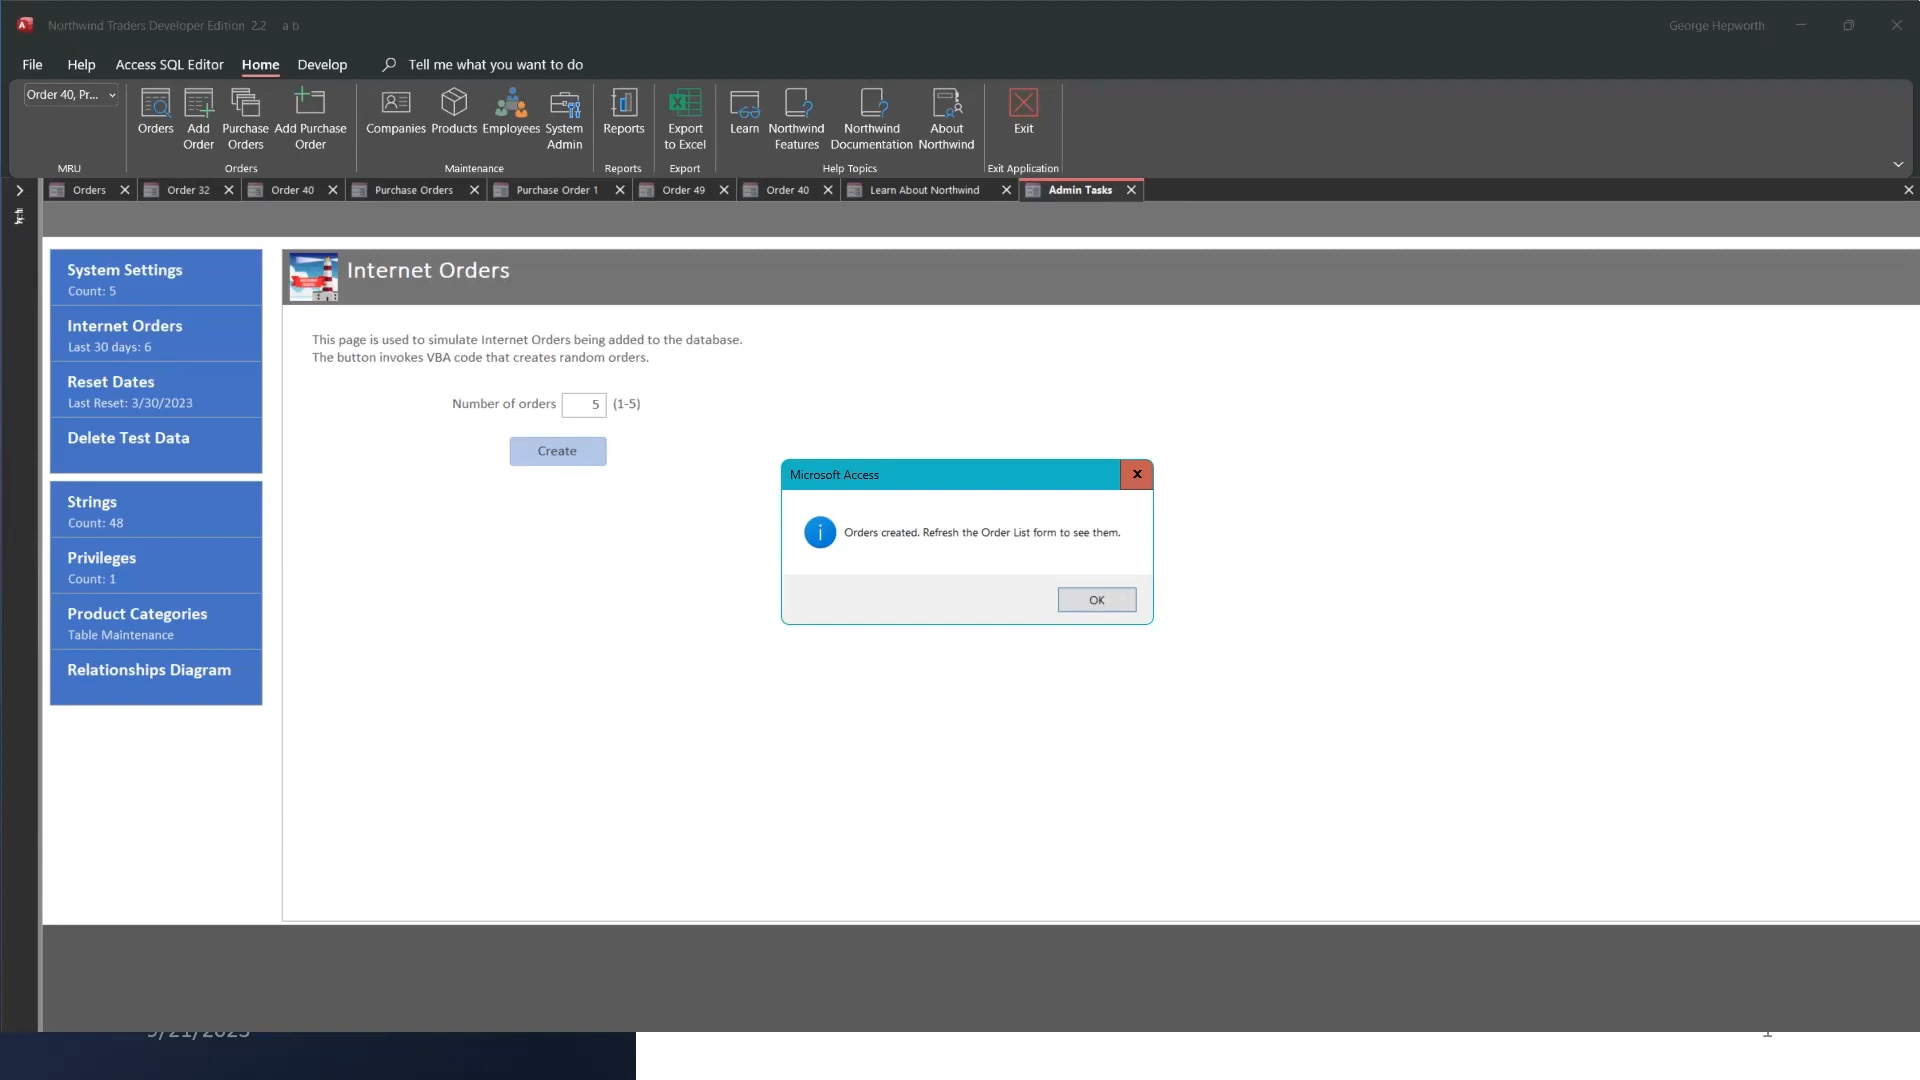 Northwind Traders Developer Edition 2.2 a b
George Hepworth
File Help Access SQL Editor Home Develop Tell me what you want to do
Order 40, Pr...
Orders
Add Order
Purchase Orders
Add Purchase Order
Companies
Products
Employees
System Admin
Reports
Export to Excel
Learn
Northwind Features
Northwind Documentation
About Northwind
Exit
MRU
Orders
Maintenance
Reports
Export
Help Topics
Exit Application
Orders
Order 32
Order 40
Purchase Orders
Purchase Order 1
Order 49
Order 40
Learn About Northwind
Admin Tasks
System Settings
Count: 5
Internet Orders
Last 30 days: 6
Reset Dates
Last Reset: 3/30/2023
Delete Test Data
Strings
Count: 48
Privileges
Count: 1
Product Categories
Table Maintenance
Relationships Diagram
Internet Orders
This page is used to simulate Internet Orders being added to the database.
The button invokes VBA code that creates random orders.
Number of orders 5 (1-5)
Create
Microsoft Access
Orders created. Refresh the Order List form to see them.
OK